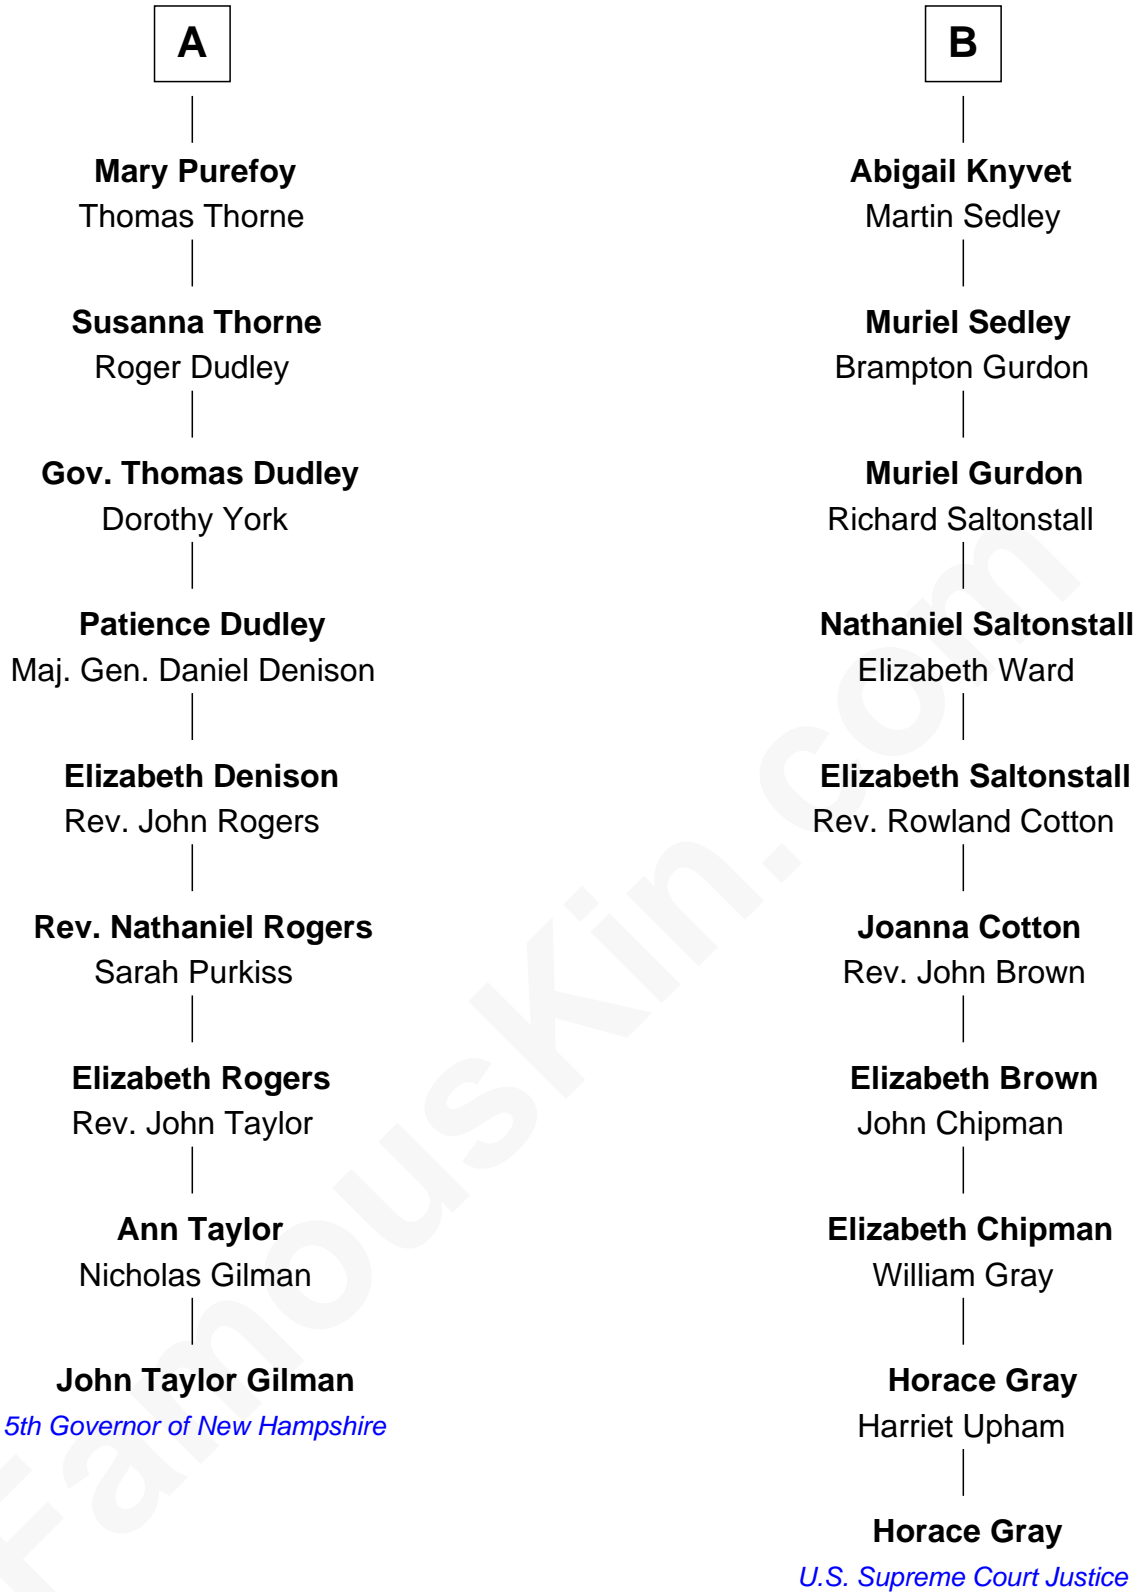 A
Mary Purefoy
Thomas Thorne
Susanna Thorne
Roger Dudley
Gov. Thomas Dudley
Dorothy York
Patience Dudley
Maj. Gen. Daniel Denison
Elizabeth Denison
Rev. John Rogers
Rev. Nathaniel Rogers
Sarah Purkiss
Elizabeth Rogers
Rev. John Taylor
Ann Taylor
Nicholas Gilman
John Taylor Gilman
5th Governor of New Hampshire
B
Abigail Knyvet
Martin Sedley
Muriel Sedley
Brampton Gurdon
Muriel Gurdon
Richard Saltonstall
Nathaniel Saltonstall
Elizabeth Ward
Elizabeth Saltonstall
Rev. Rowland Cotton
Joanna Cotton
Rev. John Brown
Elizabeth Brown
John Chipman
Elizabeth Chipman
William Gray
Horace Gray
Harriet Upham
Horace Gray
U.S. Supreme Court Justice
FamousKin.com